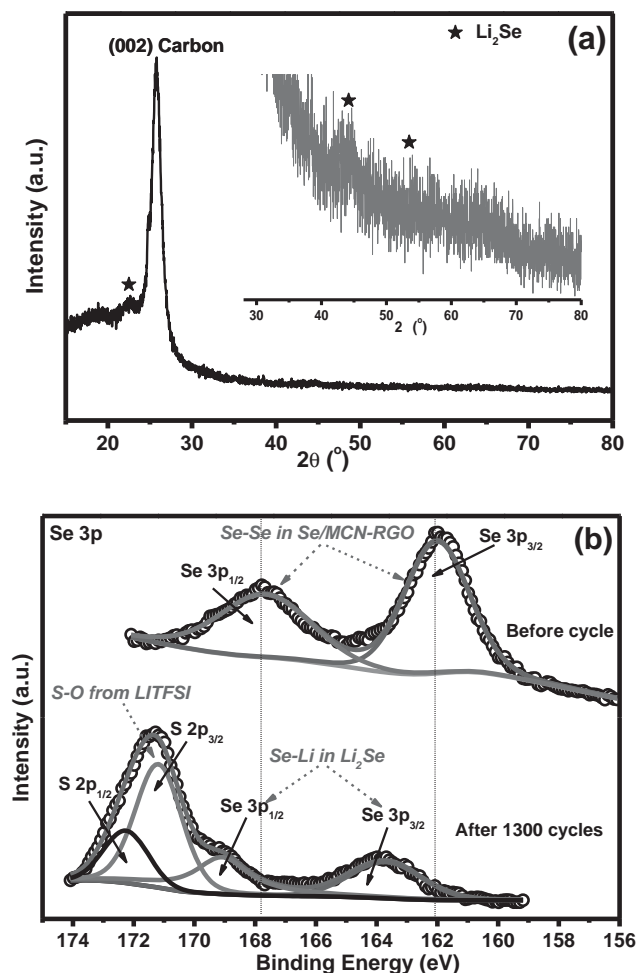 (002) Carbon
★ Li₂Se
(a)
Intensity (a.u.)
30 40 50 60 70 80
2 (°)
20 30 40 50 60 70 80
2θ (°)
Se 3p
(b)
Se-Se in Se/MCN-RGO
Se 3p₃/₂
Se 3p₁/₂
Before cycle
S-O from LITFSI
S 2p₃/₂
Se-Li in Li₂Se
S 2p₁/₂
Se 3p₁/₂
Se 3p₃/₂
After 1300 cycles
Intensity (a.u.)
174 172 170 168 166 164 162 160 158 156
Binding Energy (eV)